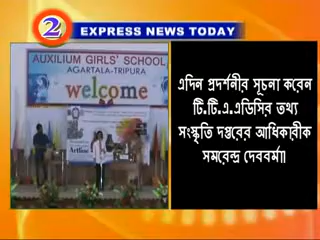 2
EXPRESS NEWS TODAY
AUXILIUM GIRLS' SCHOOL
AGARTALA-TRIPURA
welcome
এদিন প্রদর্শনীর সূচনা করেন
টি.টি.এ.এডিসির তথ্য
সংস্কৃতি দপ্তরের আধিকারীক
সমরেন্দ্র দেববর্মা।